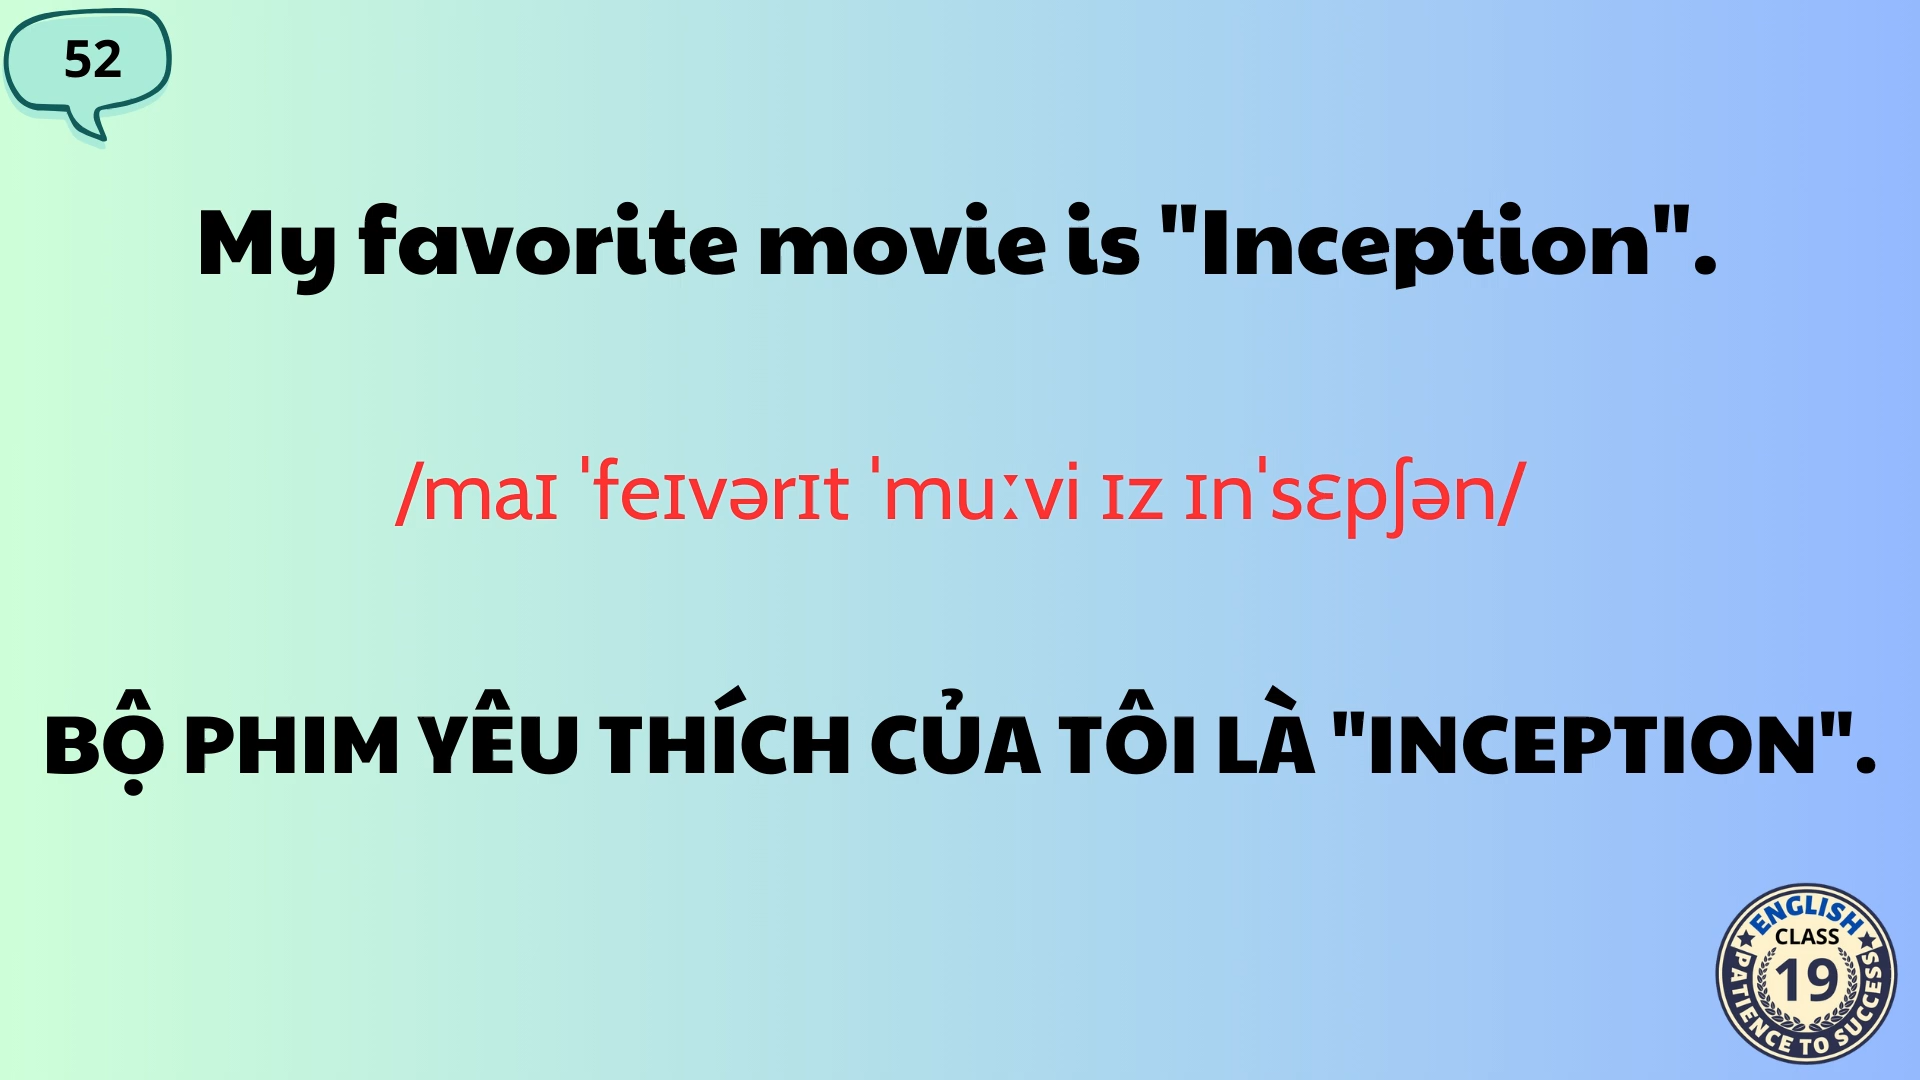 52
My favorite movie is "Inception".
/maɪ ˈfeɪvərɪt ˈmuːvi ɪz ɪnˈsɛpʃən/
BỘ PHIM YÊU THÍCH CỦA TÔI LÀ "INCEPTION".
ENGLISH
CLASS
19
PATIENCE TO SUCCESS